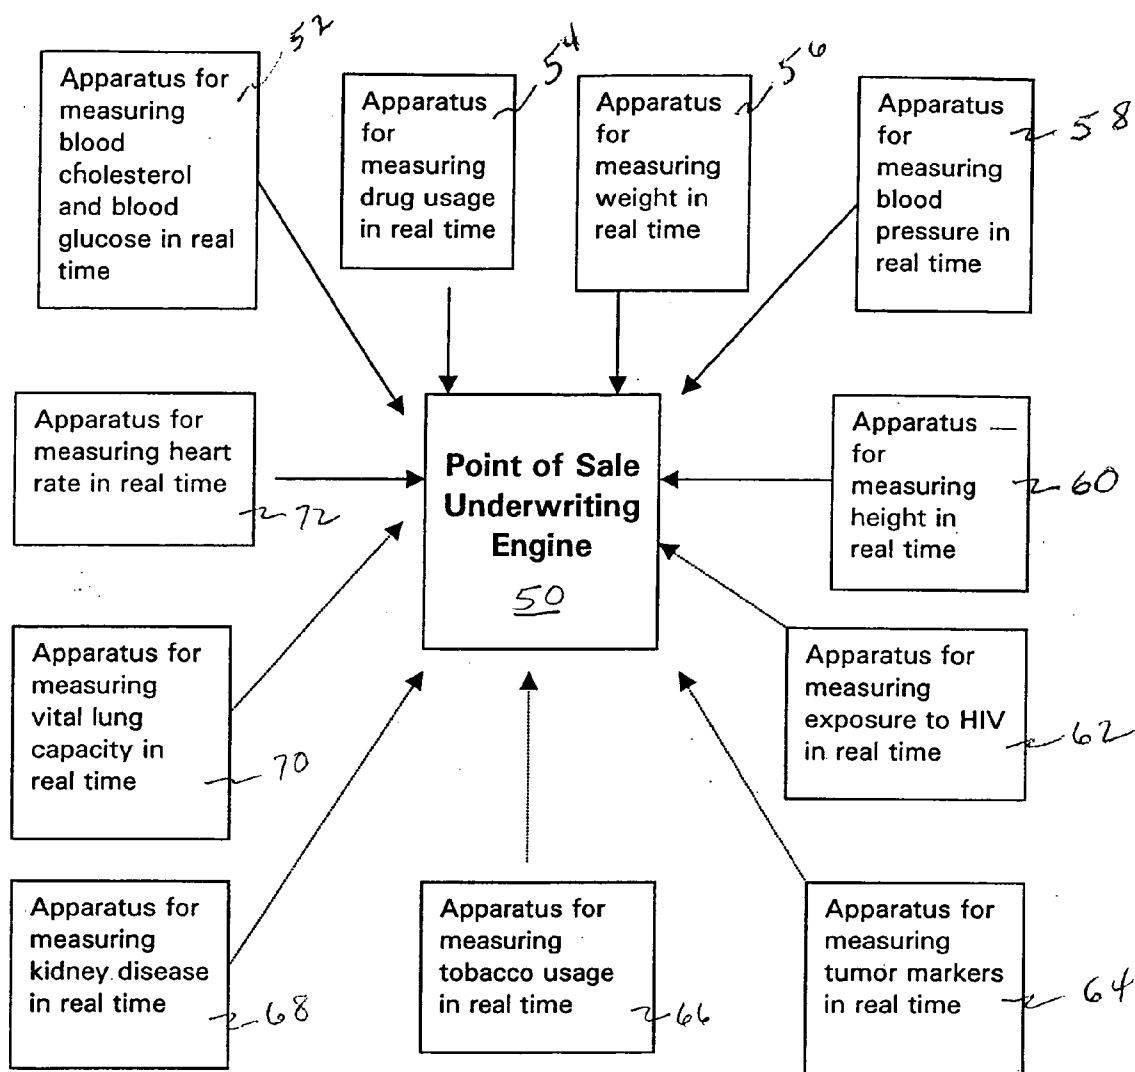 52
Apparatus for
measuring
blood
cholesterol
and blood
glucose in real
time
54
Apparatus
for
measuring
drug usage
in real time
56
Apparatus
for
measuring
weight in
real time
58
Apparatus
for
measuring
blood
pressure in
real time
Apparatus for
measuring heart
rate in real time
72
Point of Sale
Underwriting
Engine
50
Apparatus
for
measuring
height in
real time
60
Apparatus for
measuring
vital lung
capacity in
real time
70
Apparatus for
measuring
exposure to HIV
in real time
62
Apparatus for
measuring
kidney disease
in real time
68
Apparatus for
measuring
tobacco usage
in real time
66
Apparatus for
measuring
tumor markers
in real time
64